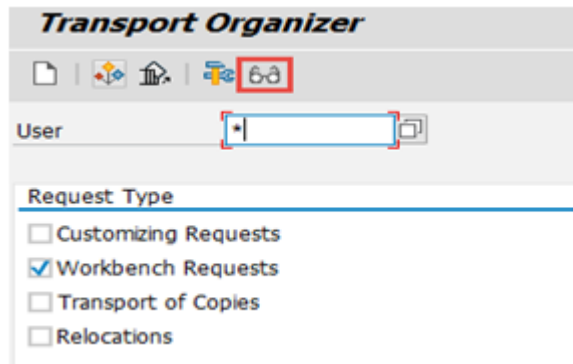 Transport Organizer
User *
Request Type
Customizing Requests
Workbench Requests
Transport of Copies
Relocations